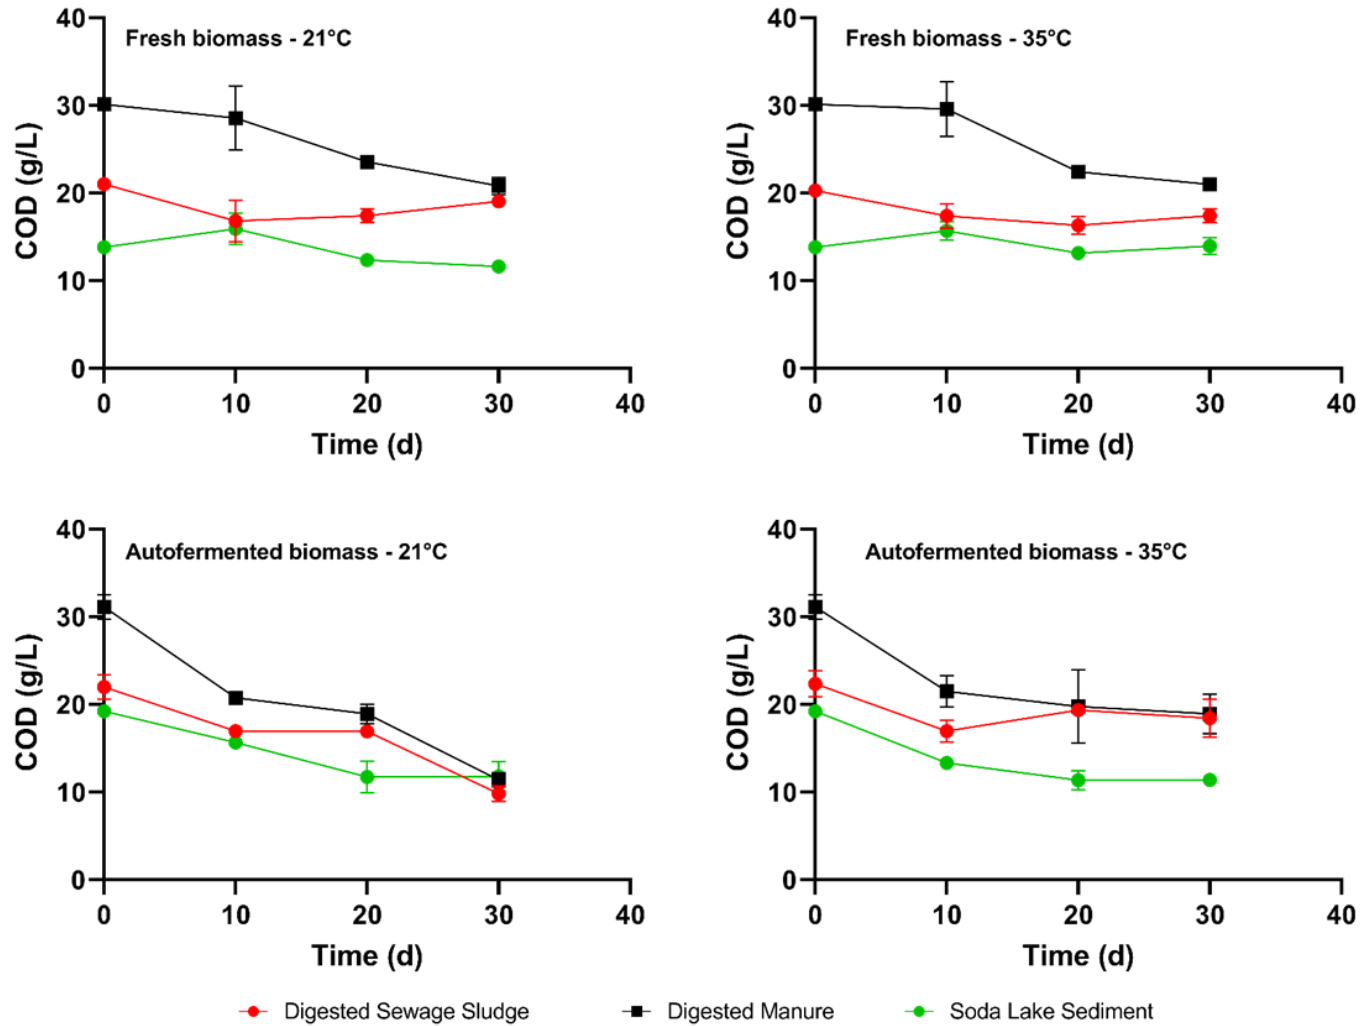 Fresh biomass - 21°C
COD (g/L)
40
30
20
10
0
0 10 20 30 40
Time (d)
Fresh biomass - 35°C
COD (g/L)
40
30
20
10
0
0 10 20 30 40
Time (d)
Autofermented biomass - 21°C
COD (g/L)
40
30
20
10
0
0 10 20 30 40
Time (d)
Autofermented biomass - 35°C
COD (g/L)
40
30
20
10
0
0 10 20 30 40
Time (d)
Digested Sewage Sludge Digested Manure Soda Lake Sediment